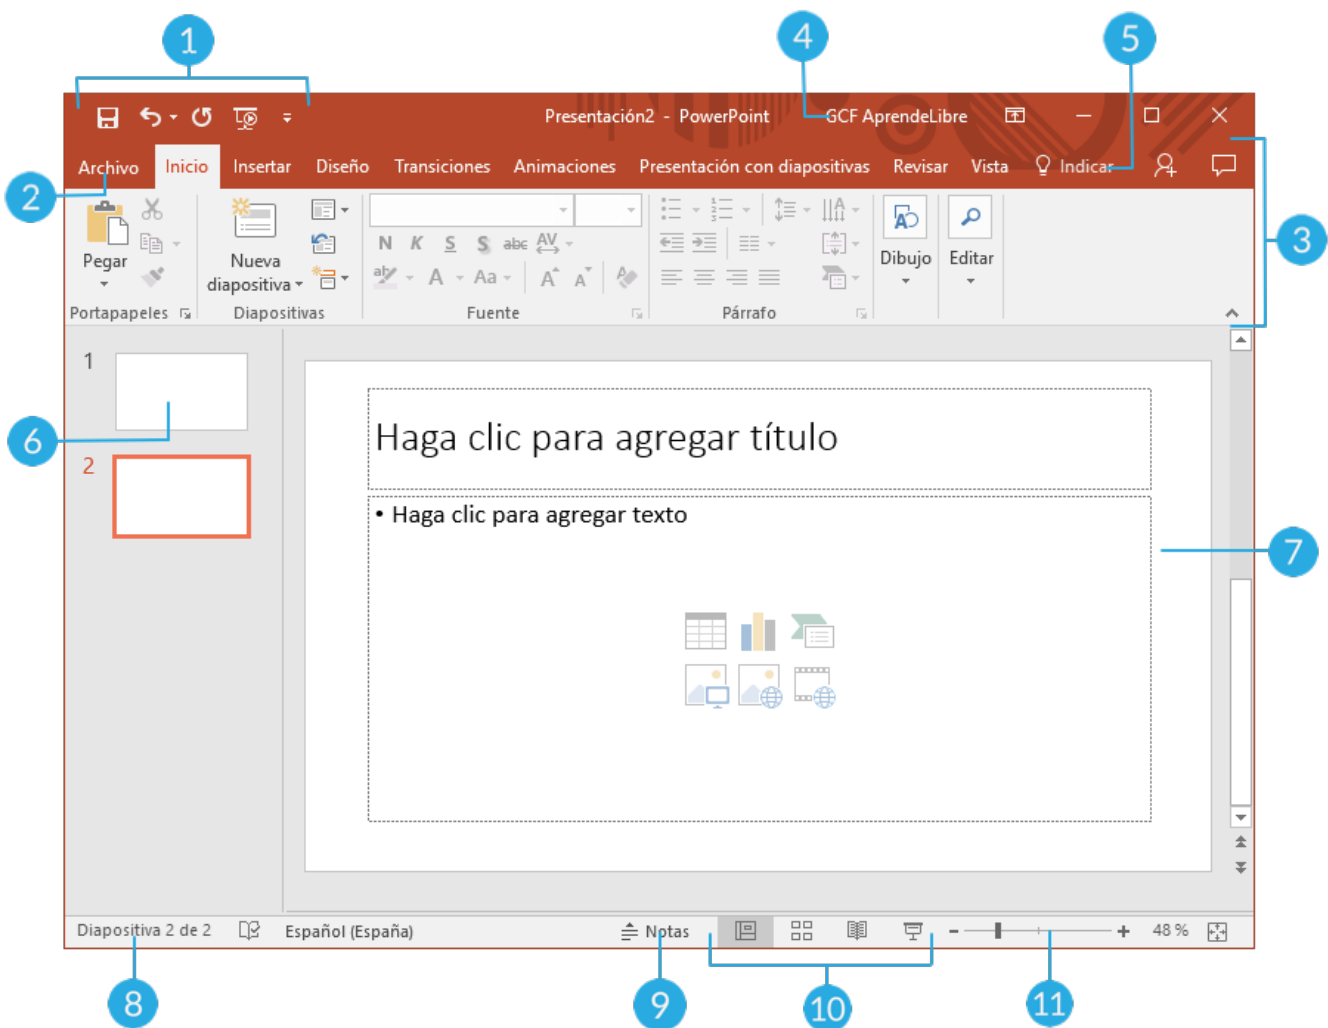 1
4
5
Presentación2 - PowerPoint GCF AprendeLibre
Archivo Inicio Insertar Diseño Transiciones Animaciones Presentación con diapositivas Revisar Vista Indicar
2
3
N K S S abc AV
Pegar
Nueva
diapositiva
aby A Aa A A
Dibujo Editar
Portapapeles Diapositivas Fuente Párrafo
1
6
2
Haga clic para agregar título
• Haga clic para agregar texto
7
Diapositiva 2 de 2 Español (España) Notas - + 48 %
8
9
10
11